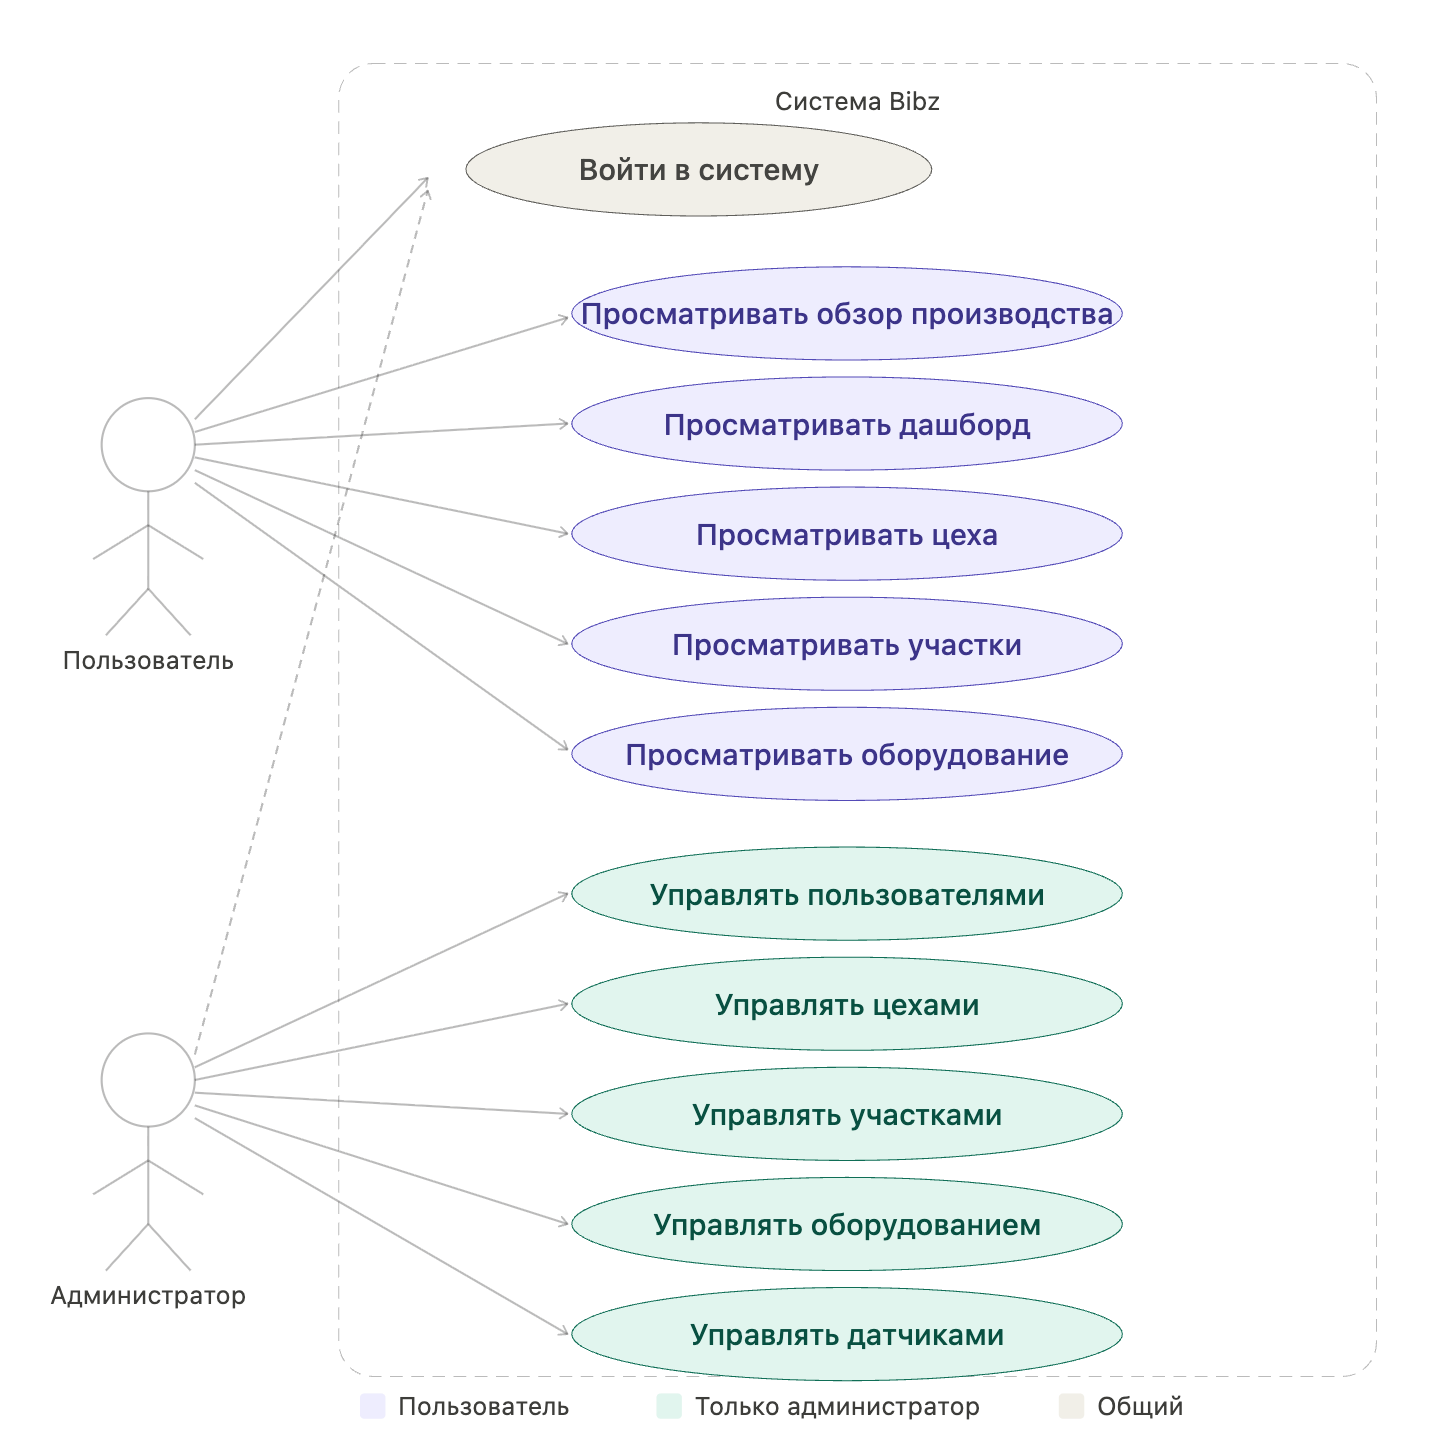 Система Bibz
Войти в систему
Просматривать обзор производства
Просматривать дашборд
Просматривать цеха
Просматривать участки
Пользователь
Просматривать оборудование
Управлять пользователями
Управлять цехами
Управлять участками
Управлять оборудованием
Администратор
Управлять датчиками
Пользователь
Только администратор
Общий